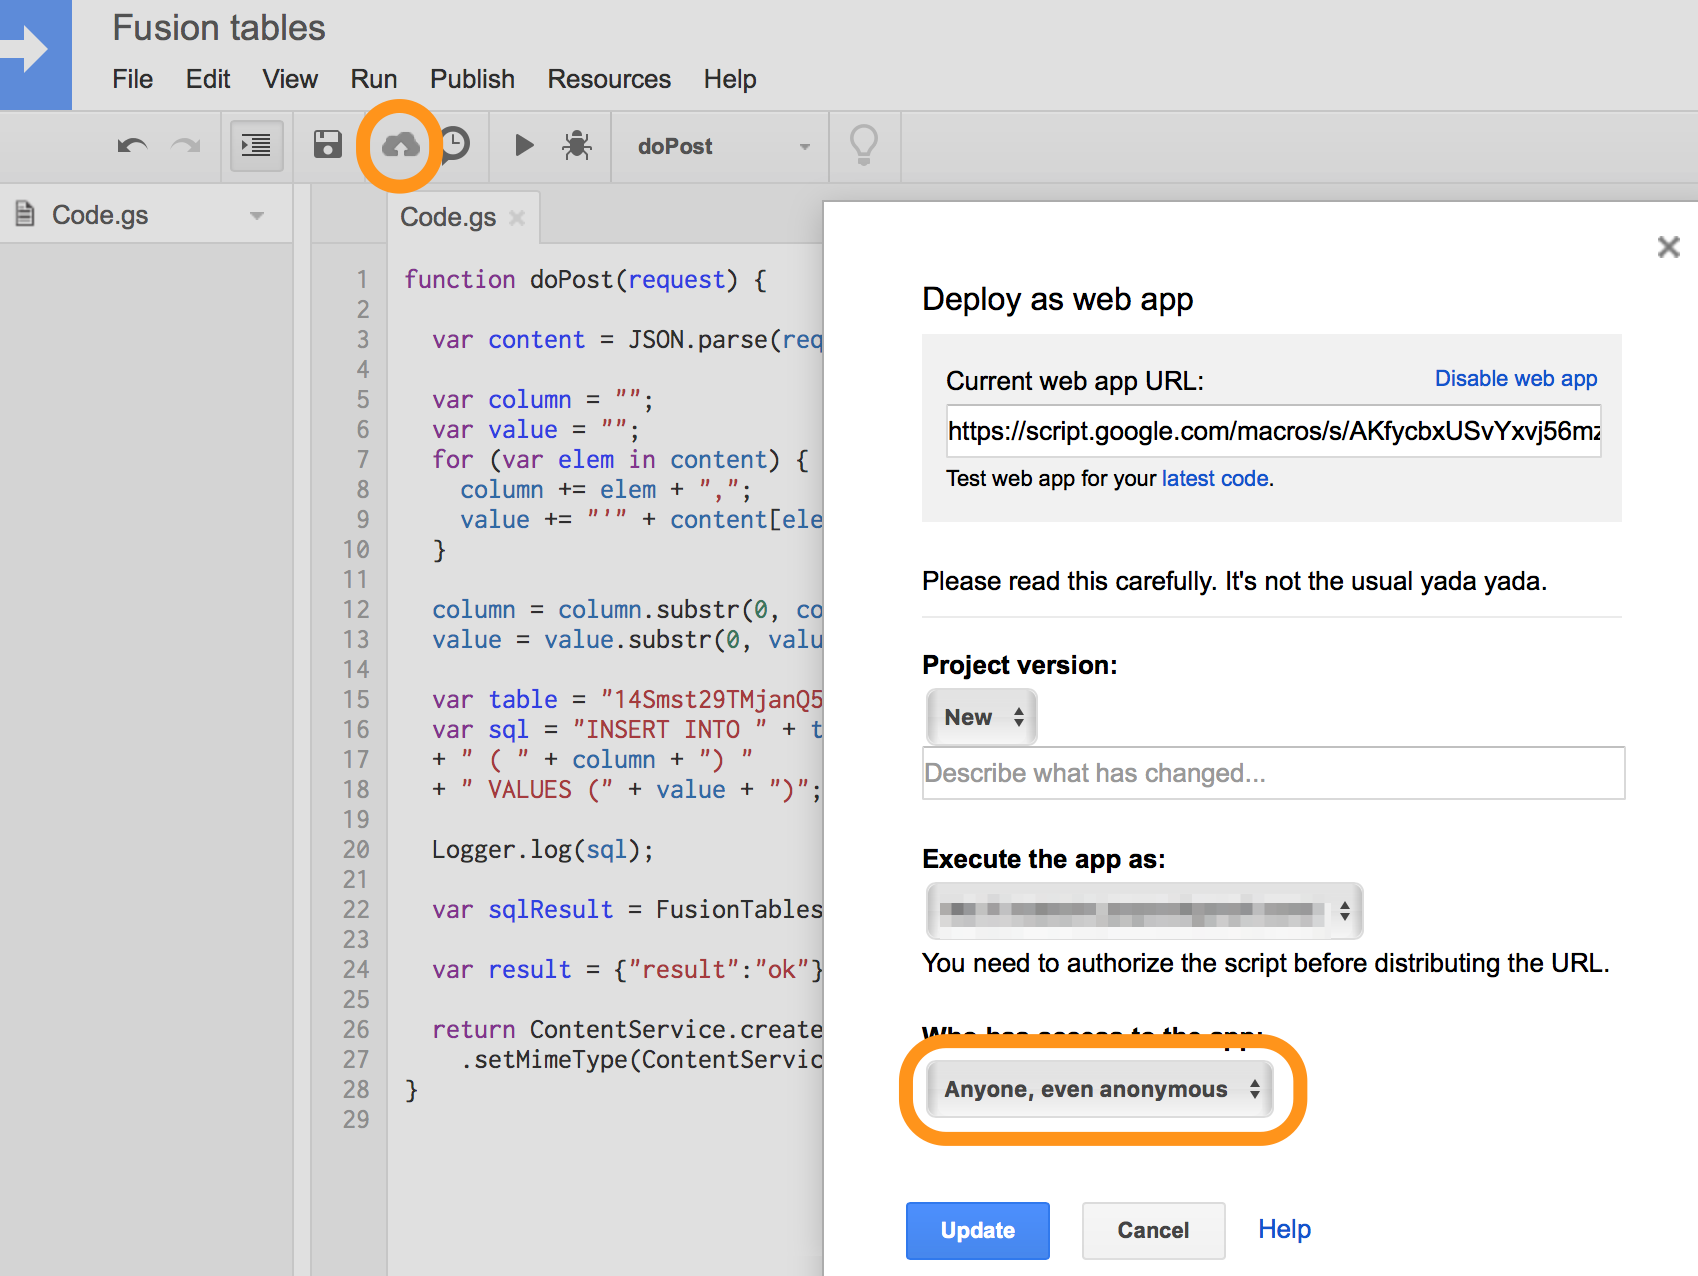 Fusion tables
File Edit View Run Publish Resources Help
doPost
Code.gs
Code.gs
1 function doPost(request) {
2
3 var content = JSON.parse(req
4
5 var column = "";
6 var value = "";
7 for (var elem in content) {
8 column += elem + ",";
9 value += "'" + content[ele
10 }
11
12 column = column.substr(0, co
13 value = value.substr(0, valu
14
15 var table = "14Smst29TMjanQ5
16 var sql = "INSERT INTO " + t
17 + " ( " + column + ") "
18 + " VALUES (" + value + ")";
19
20 Logger.log(sql);
21
22 var sqlResult = FusionTables
23
24 var result = {"result":"ok"}
25
26 return ContentService.create
27 .setMimeType(ContentServic
28 }
29
Deploy as web app
Current web app URL: Disable web app
https://script.google.com/macros/s/AKfycbxUSvYxvj56mz
Test web app for your latest code.
Please read this carefully. It's not the usual yada yada.
Project version:
New
Describe what has changed...
Execute the app as:
You need to authorize the script before distributing the URL.
Who has access to the app:
Anyone, even anonymous
Update Cancel Help